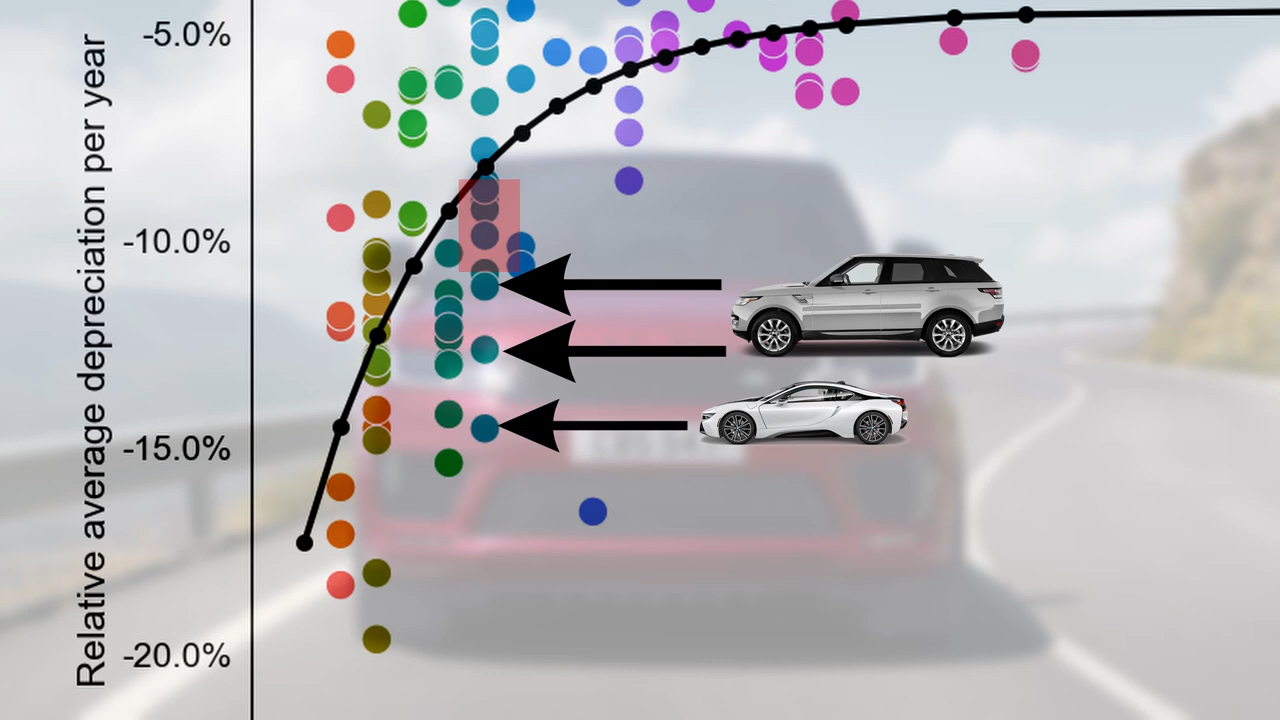 Relative average depreciation per year
-5.0%
-10.0%
-15.0%
-20.0%